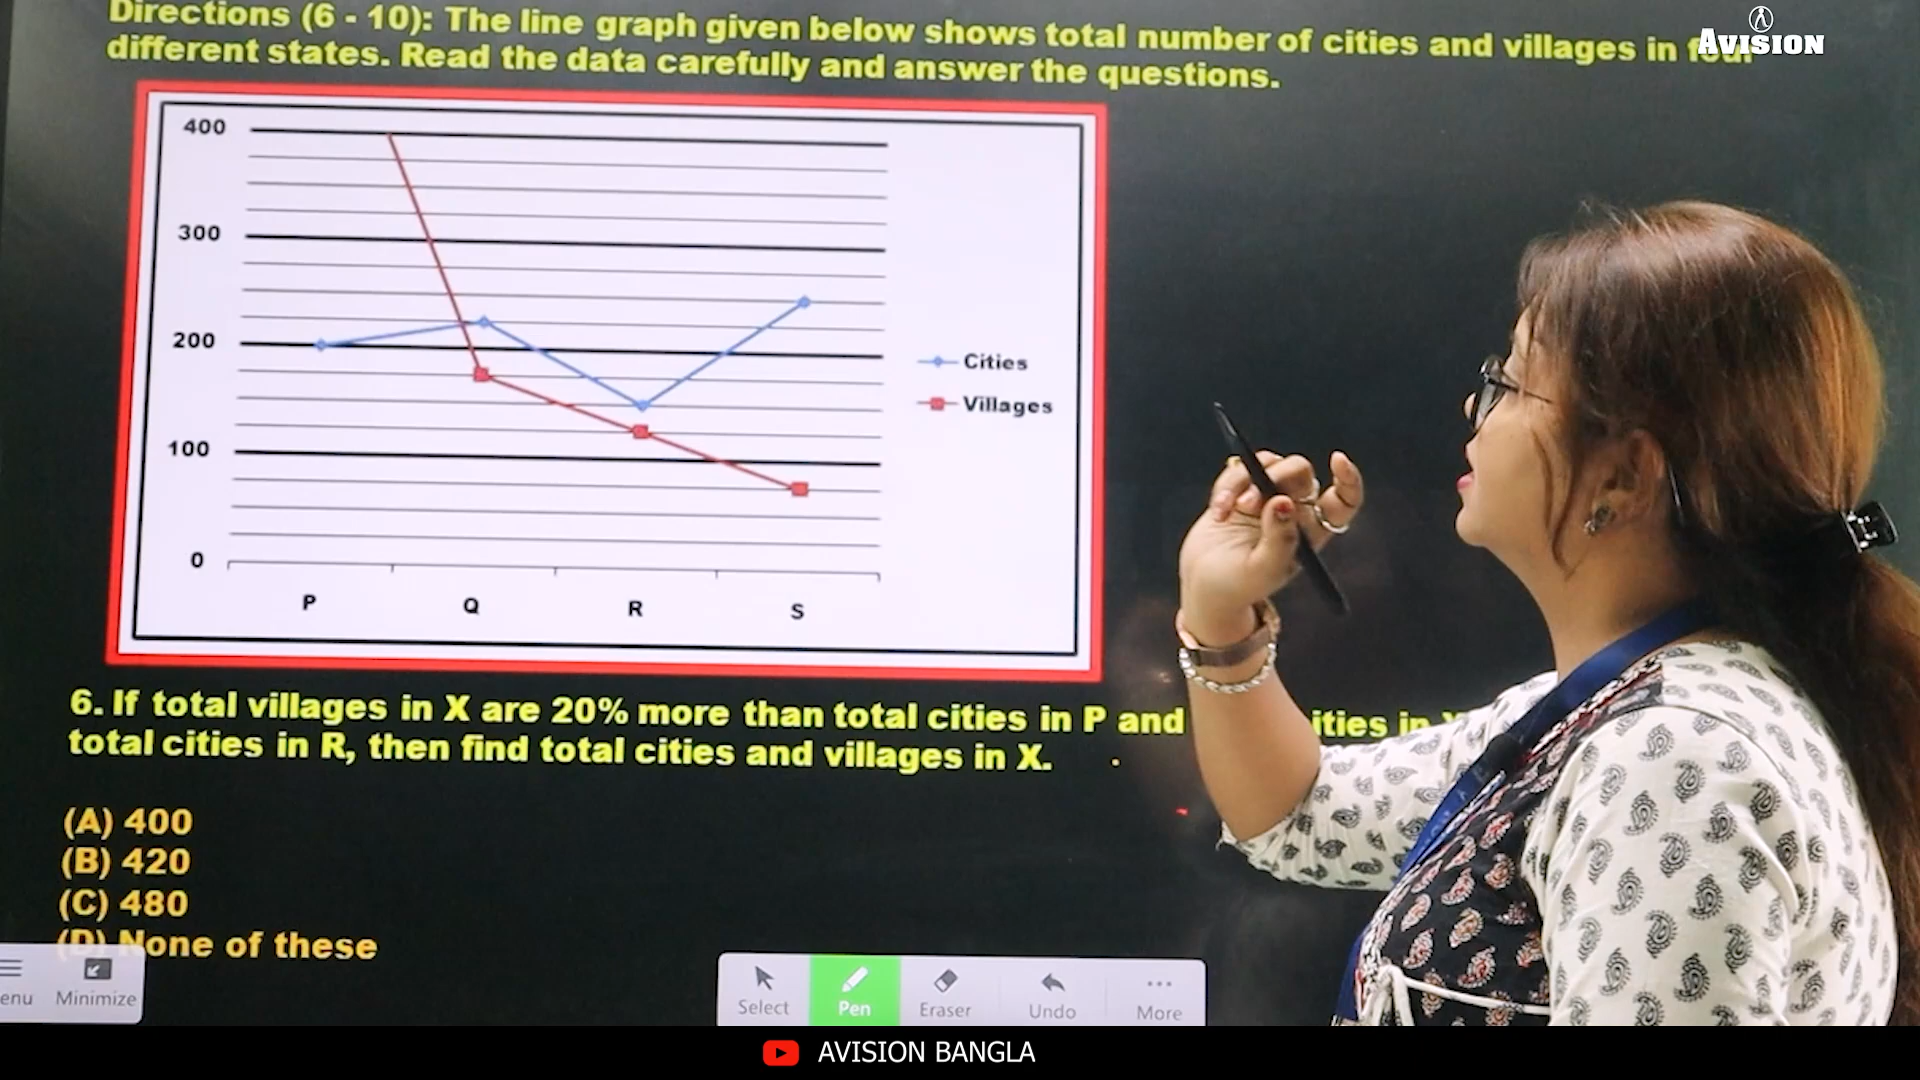 Directions (6 - 10): The line graph given below shows total number of cities and villages in four
different states. Read the data carefully and answer the questions.
AVISION
400
300
200
100
0
P Q R S
Cities
Villages
6. If total villages in X are 20% more than total cities in P and ities in
total cities in R, then find total cities and villages in X.
(A) 400
(B) 420
(C) 480
(D) None of these
enu Minimize
Select Pen Eraser Undo More
AVISION BANGLA